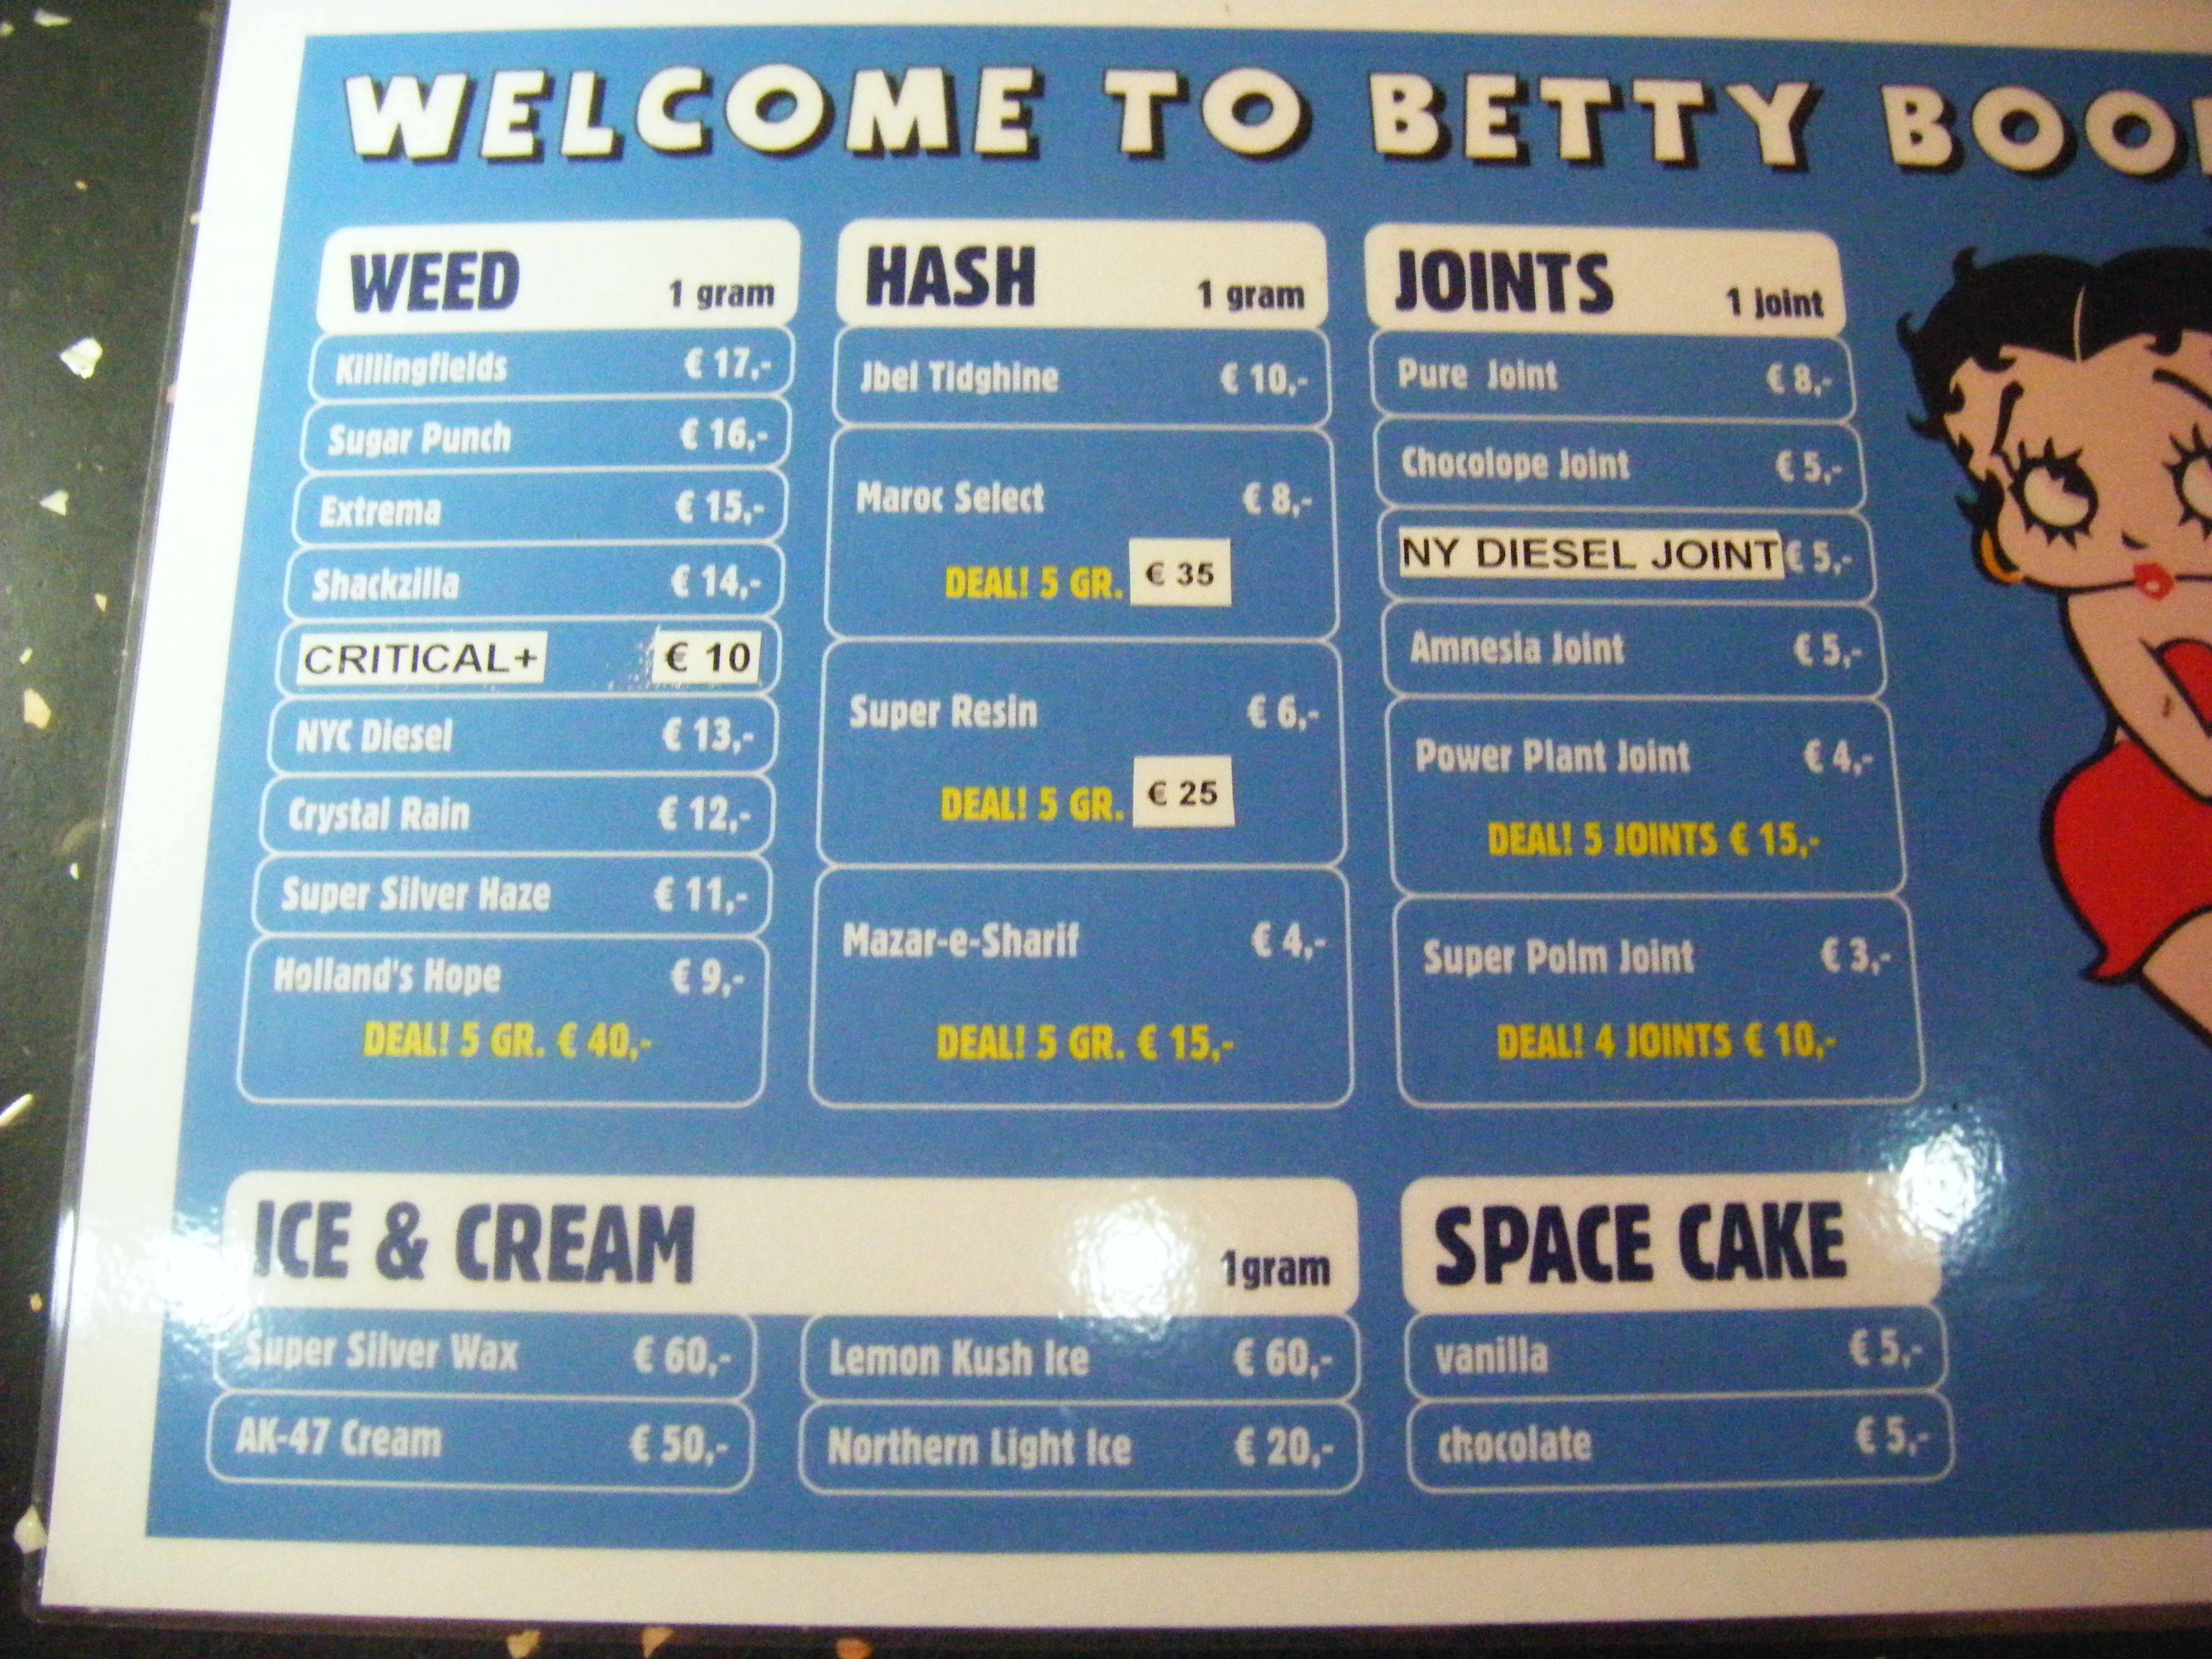 WELCOME TO BETTY BOO
WEED 1 gram
Killingfields € 17,-
Sugar Punch € 16,-
Extrema € 15,-
Shackzilla € 14,-
CRITICAL+ € 10
NYC Diesel € 13,-
Crystal Rain € 12,-
Super Silver Haze € 11,-
Holland's Hope € 9,-
DEAL! 5 GR. € 40,-
HASH 1 gram
Jbel Tidghine € 10,-
Maroc Select € 8,-
DEAL! 5 GR. € 35
Super Resin € 6,-
DEAL! 5 GR. € 25
Mazar-e-Sharif € 4,-
DEAL! 5 GR. € 15,-
JOINTS 1 joint
Pure Joint € 8,-
Chocolope Joint € 5,-
NY DIESEL JOINT € 5,-
Amnesia Joint € 5,-
Power Plant Joint € 4,-
DEAL! 5 JOINTS € 15,-
Super Polm Joint € 3,-
DEAL! 4 JOINTS € 10,-
ICE & CREAM 1gram
Super Silver Wax € 60,-
AK-47 Cream € 50,-
Lemon Kush Ice € 60,-
Northern Light Ice € 20,-
SPACE CAKE
vanilla € 5,-
chocolate € 5,-